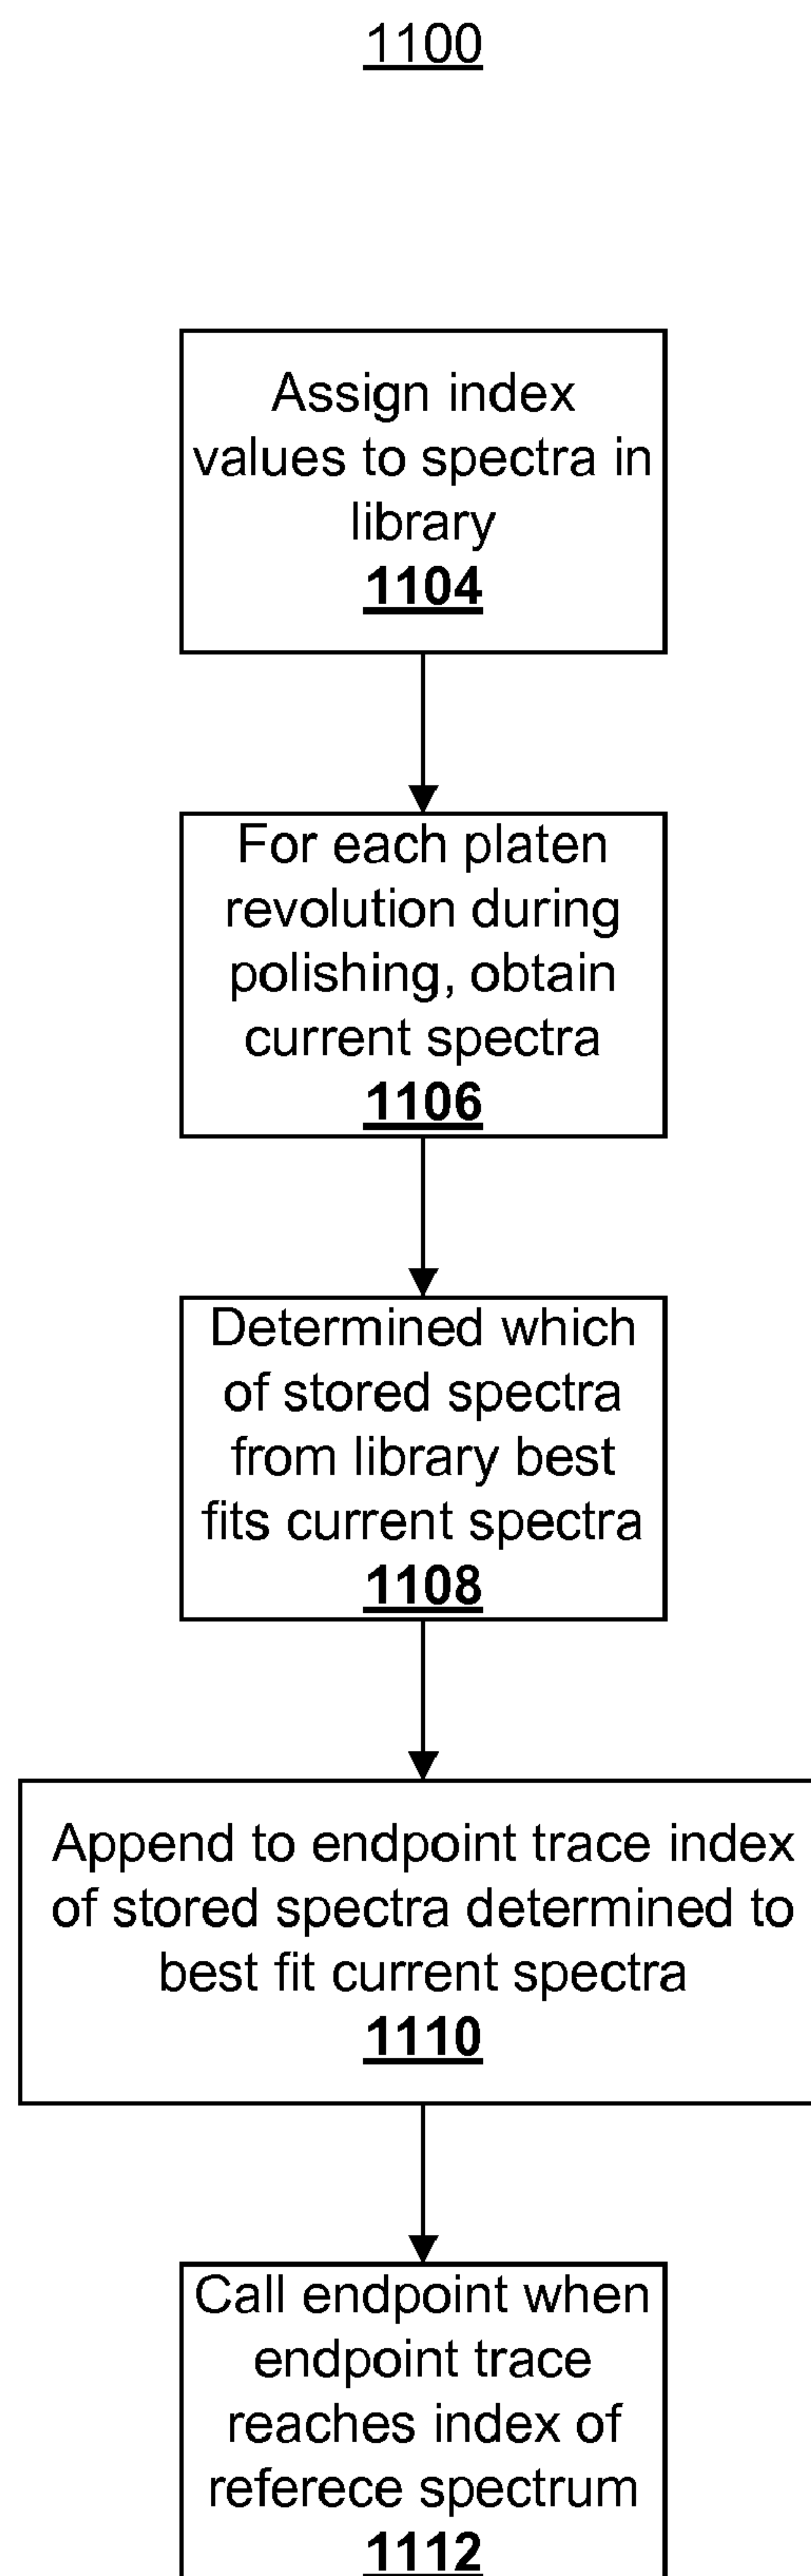 1100
Assign index
values to spectra in
library
1104
For each platen
revolution during
polishing, obtain
current spectra
1106
Determined which
of stored spectra
from library best
fits current spectra
1108
Append to endpoint trace index
of stored spectra determined to
best fit current spectra
1110
Call endpoint when
endpoint trace
reaches index of
referece spectrum
1112